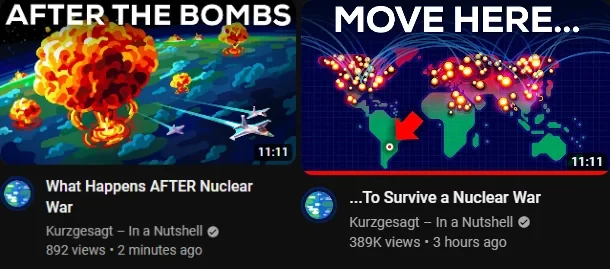 AFTER THE BOMBS
11:11
What Happens AFTER Nuclear
War
Kurzgesagt – In a Nutshell
892 views • 2 minutes ago
MOVE HERE...
11:11
...To Survive a Nuclear War
Kurzgesagt – In a Nutshell
389K views • 3 hours ago